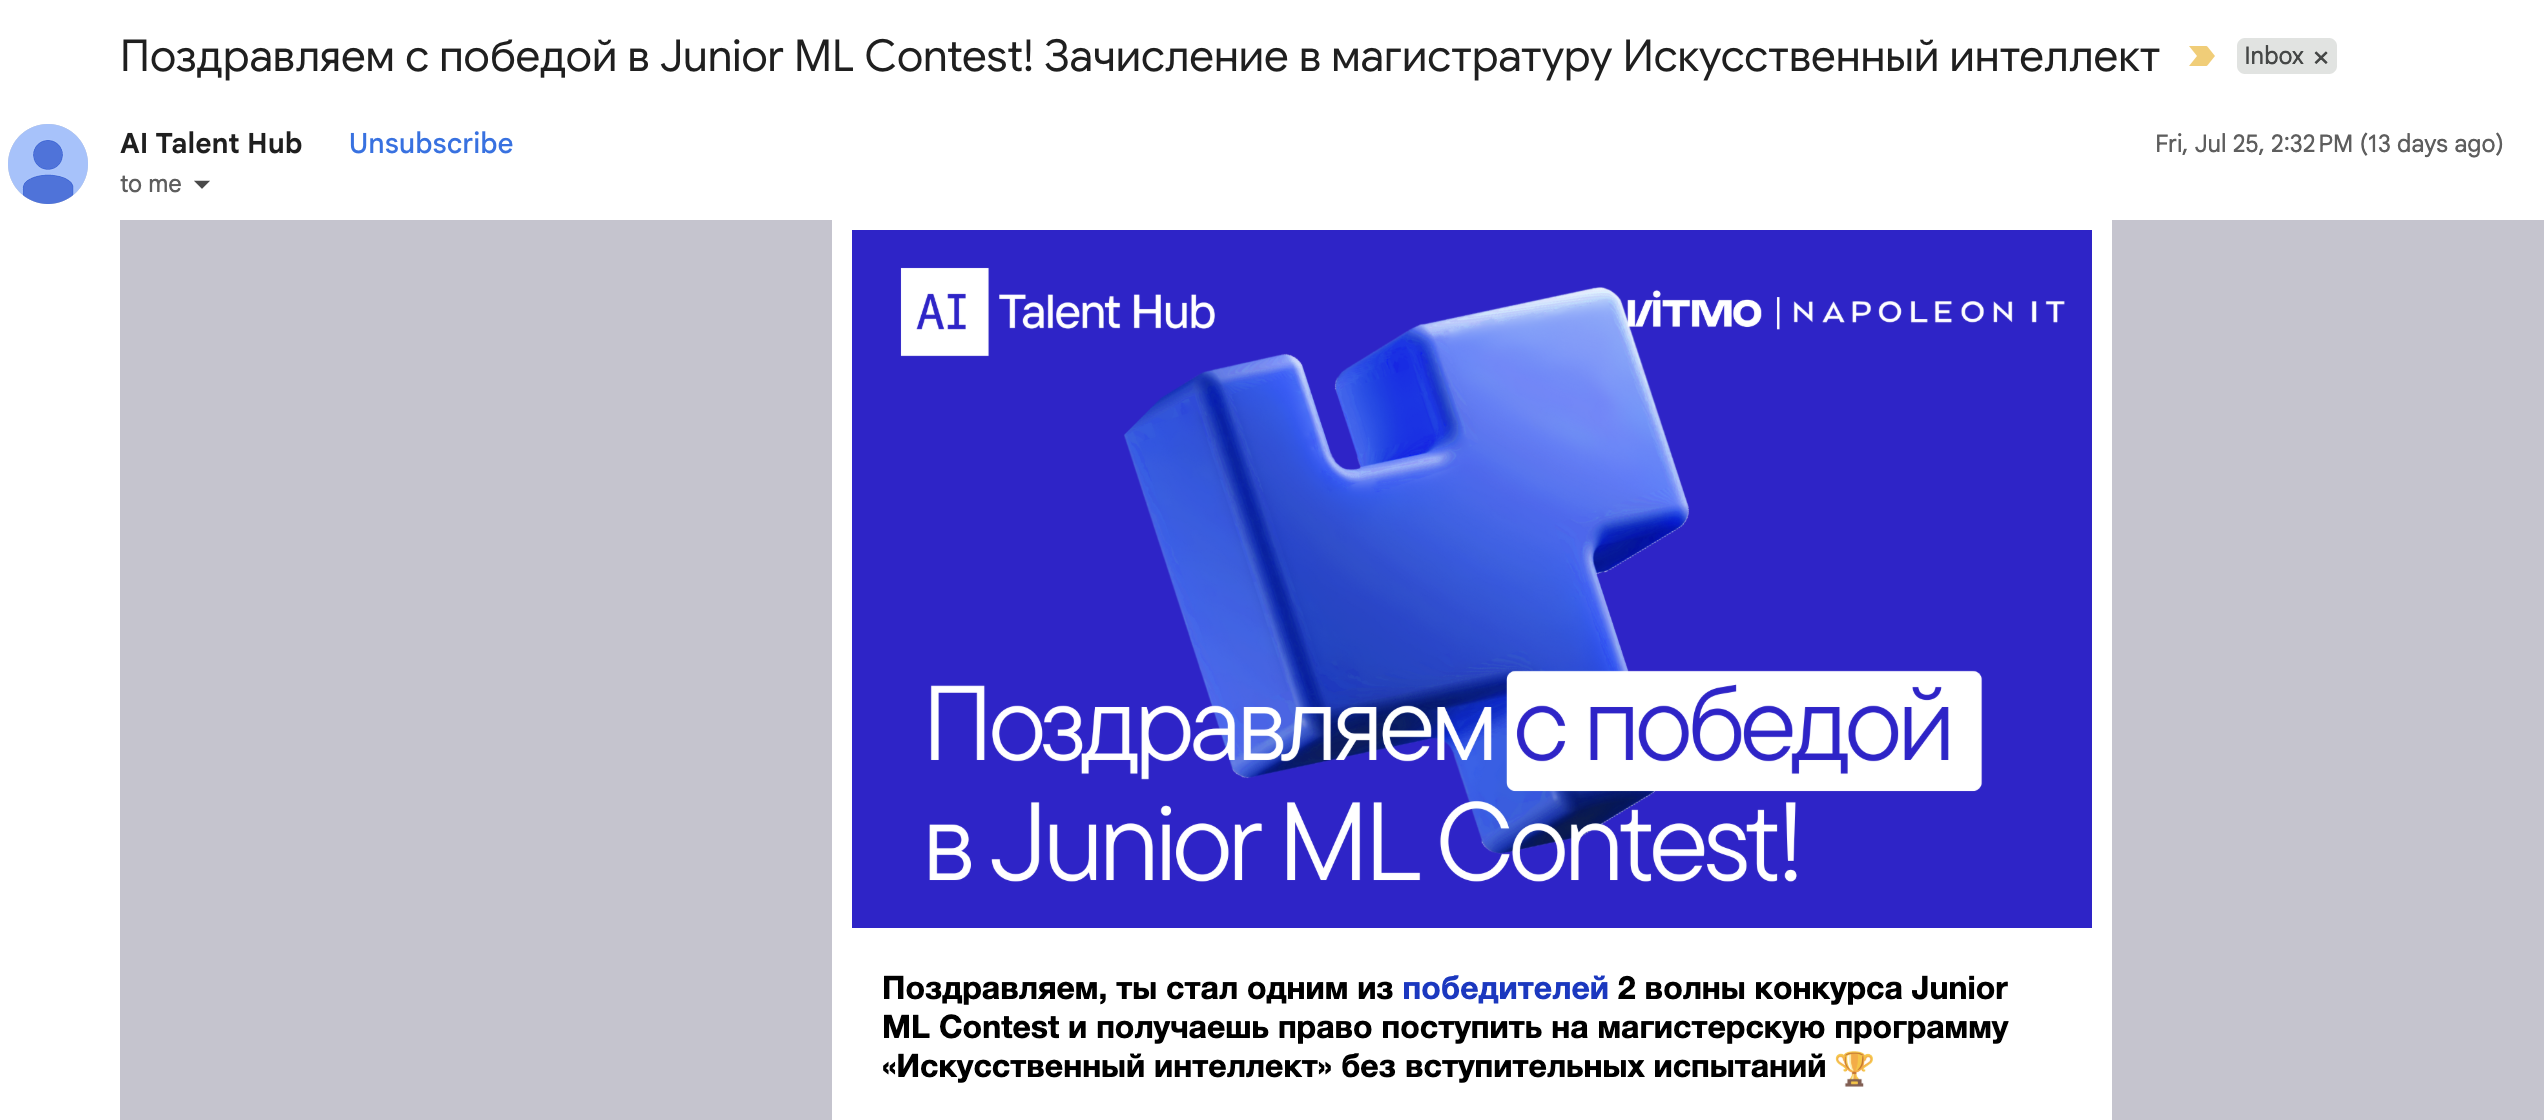 Поздравляем с победой в Junior ML Contest! Зачисление в магистратуру Искусственный интеллект Inbox ×
AI Talent Hub Unsubscribe Fri, Jul 25, 2:32 PM (13 days ago)
to me
AI Talent Hub ИТМО | NAPOLEON IT
Поздравляем с победой
в Junior ML Contest!
Поздравляем, ты стал одним из победителей 2 волны конкурса Junior
ML Contest и получаешь право поступить на магистерскую программу
«Искусственный интеллект» без вступительных испытаний 🏆